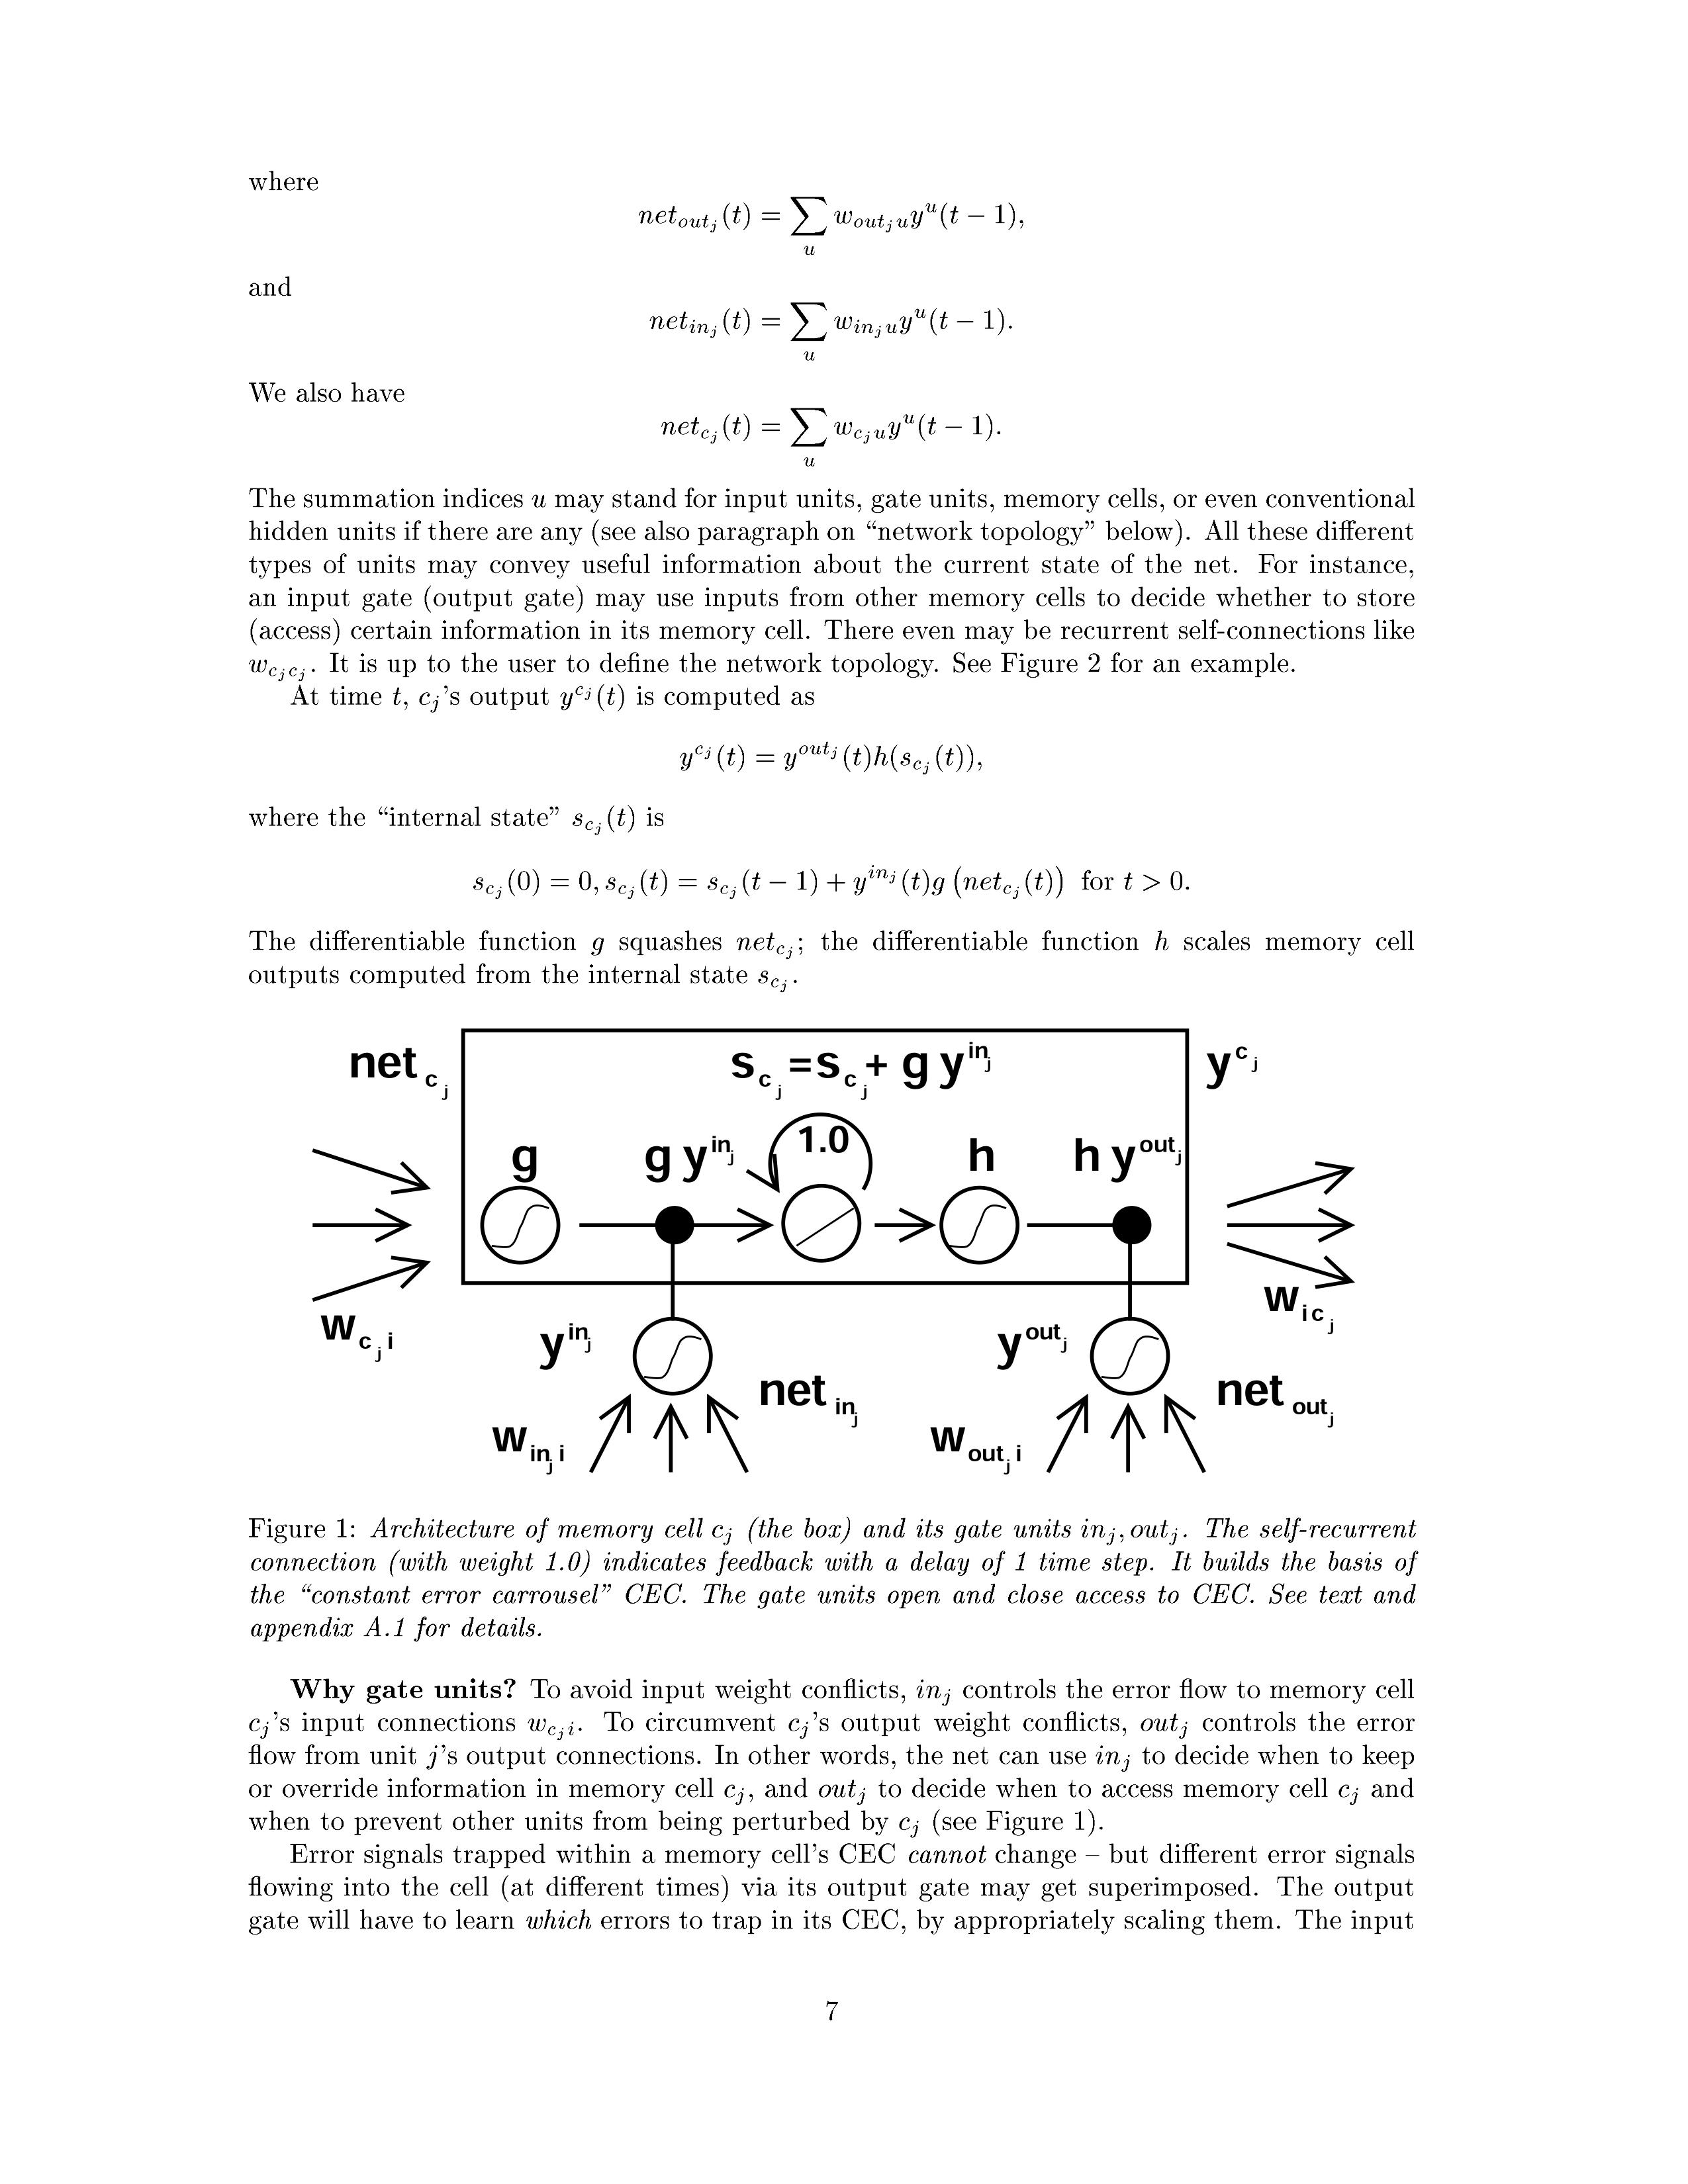 where
net_{out_j}(t) = ∑_u w_{out_j u} y^u(t − 1),
and
net_{in_j}(t) = ∑_u w_{in_j u} y^u(t − 1).
We also have
net_{c_j}(t) = ∑_u w_{c_j u} y^u(t − 1).
The summation indices u may stand for input units, gate units, memory cells, or even conventional
hidden units if there are any (see also paragraph on “network topology” below). All these different
types of units may convey useful information about the current state of the net. For instance,
an input gate (output gate) may use inputs from other memory cells to decide whether to store
(access) certain information in its memory cell. There even may be recurrent self-connections like
w_{c_j c_j}. It is up to the user to define the network topology. See Figure 2 for an example.
At time t, c_j's output y^{c_j}(t) is computed as
y^{c_j}(t) = y^{out_j}(t)h(s_{c_j}(t)),
where the “internal state” s_{c_j}(t) is
s_{c_j}(0) = 0, s_{c_j}(t) = s_{c_j}(t − 1) + y^{in_j}(t)g (net_{c_j}(t)) for t > 0.
The differentiable function g squashes net_{c_j}; the differentiable function h scales memory cell
outputs computed from the internal state s_{c_j}.
net_{c_j} s_{c_j} = s_{c_j} + g y^{in_j} y^{c_j}
g g y^{in_j} 1.0 h h y^{out_j}
w_{c_j i} y^{in_j} y^{out_j} w_{i c_j}
net_{in_j} net_{out_j}
w_{in_j i} w_{out_j i}
Figure 1: Architecture of memory cell c_j (the box) and its gate units in_j, out_j. The self-recurrent
connection (with weight 1.0) indicates feedback with a delay of 1 time step. It builds the basis of
the “constant error carrousel” CEC. The gate units open and close access to CEC. See text and
appendix A.1 for details.
Why gate units? To avoid input weight conflicts, in_j controls the error flow to memory cell
c_j's input connections w_{c_j i}. To circumvent c_j's output weight conflicts, out_j controls the error
flow from unit j's output connections. In other words, the net can use in_j to decide when to keep
or override information in memory cell c_j, and out_j to decide when to access memory cell c_j and
when to prevent other units from being perturbed by c_j (see Figure 1).
Error signals trapped within a memory cell's CEC cannot change – but different error signals
flowing into the cell (at different times) via its output gate may get superimposed. The output
gate will have to learn which errors to trap in its CEC, by appropriately scaling them. The input
7